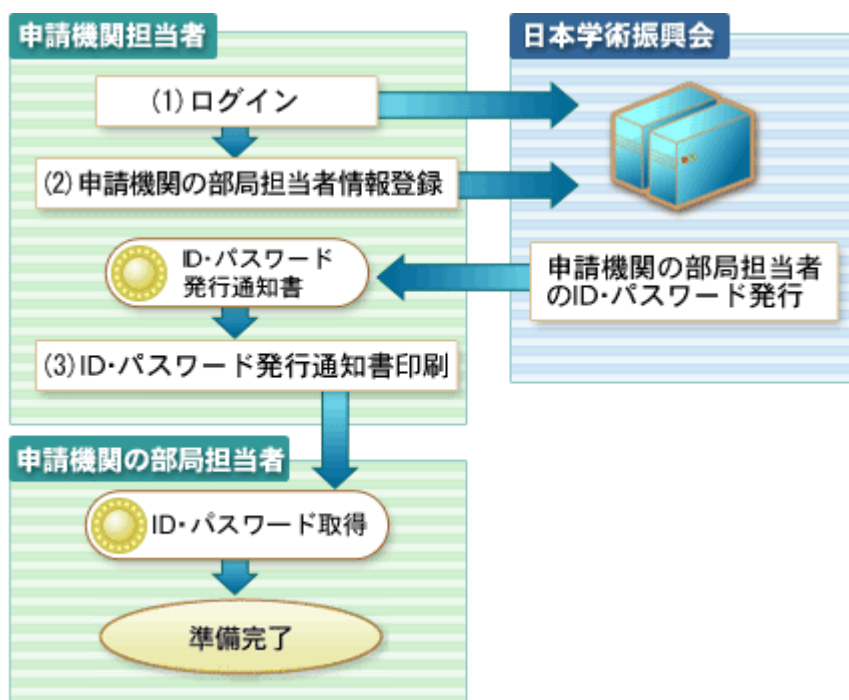 申請機関担当者
日本学術振興会
(1)ログイン
(2)申請機関の部局担当者情報登録
ID・パスワード
発行通知書
申請機関の部局担当者
のID・パスワード発行
(3)ID・パスワード発行通知書印刷
申請機関の部局担当者
ID・パスワード取得
準備完了